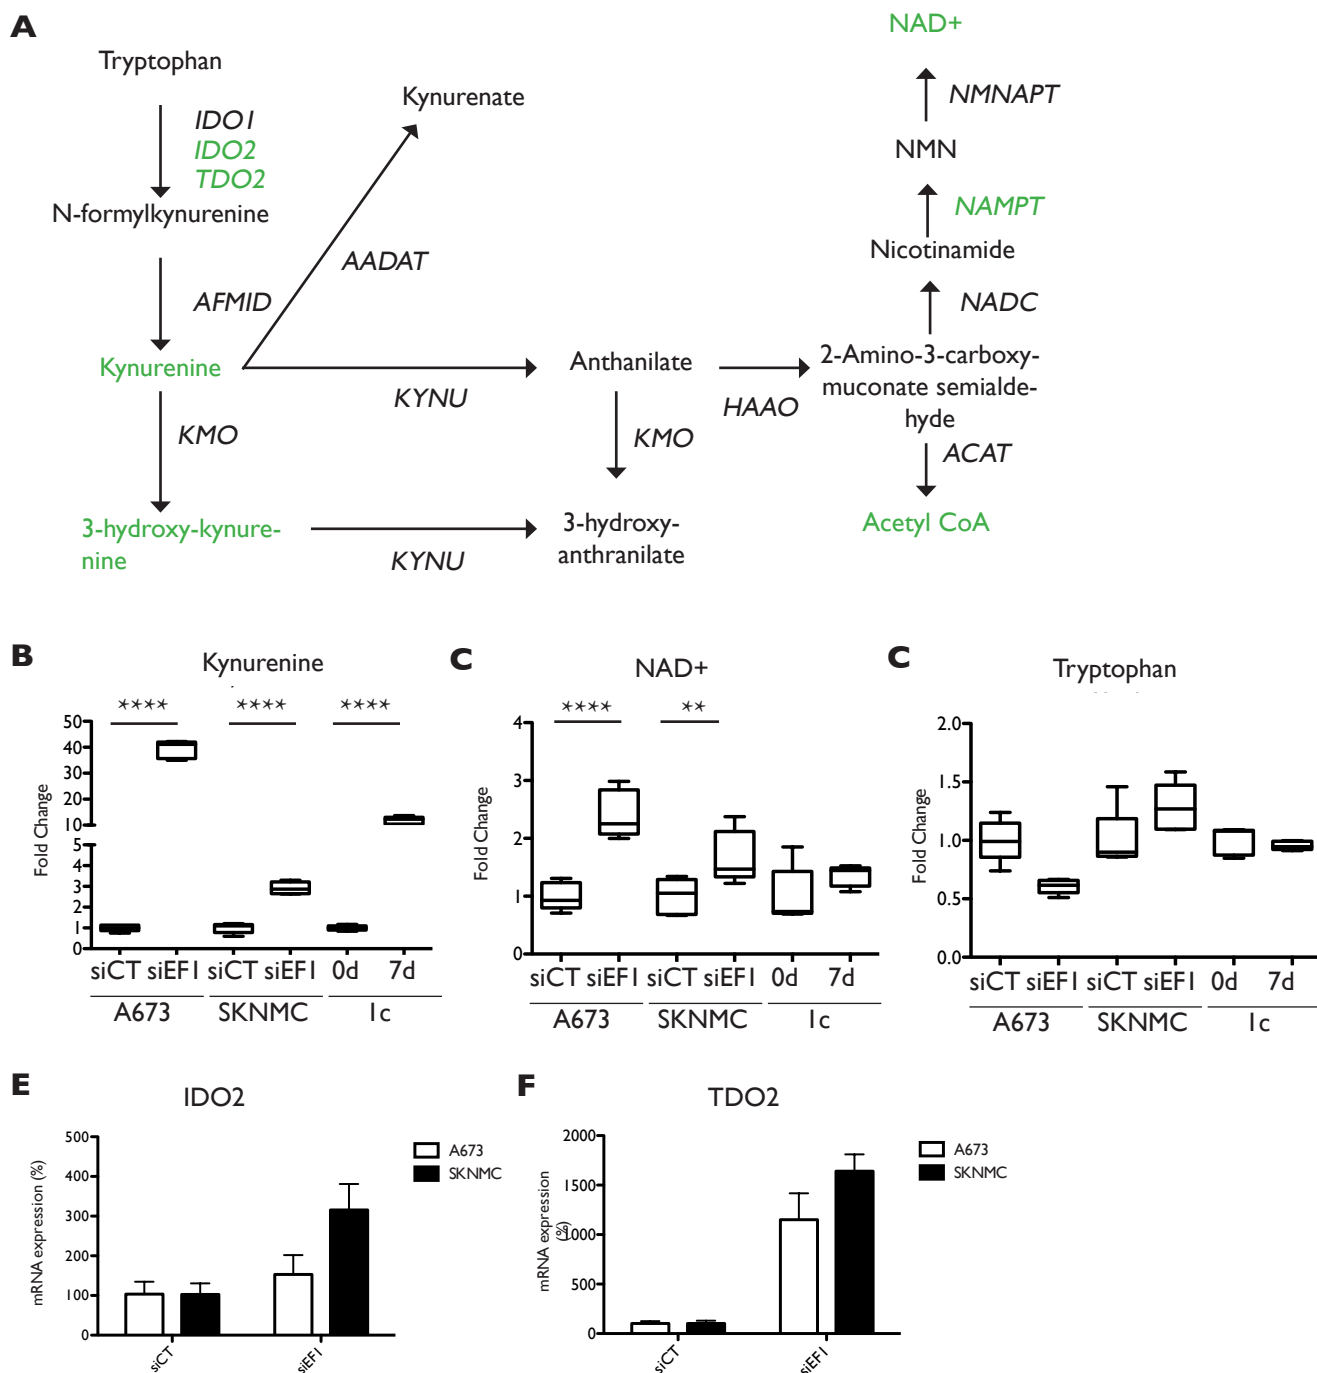 A
Tryptophan
IDO1
IDO2
TDO2
N-formylkynurenine
AFMID
Kynurenine
KMO
3-hydroxy-kynure-
nine
Kynurenate
AADAT
KYNU
KYNU
Anthanilate
KMO
3-hydroxy-
anthranilate
HAAO
NAD+
NMNAPT
NMN
NAMPT
Nicotinamide
NADC
2-Amino-3-carboxy-
muconate semialde-
hyde
ACAT
Acetyl CoA
B
Kynurenine
Fold Change
**** **** ****
50
40
30
20
10
5
4
3
2
1
0
siCT siEF1 siCT siEF1 0d 7d
A673 SKNMC 1c
C
NAD+
Fold Change
**** **
4
3
2
1
0
siCT siEF1 siCT siEF1 0d 7d
A673 SKNMC 1c
C
Tryptophan
Fold Change
2.0
1.5
1.0
0.5
0.0
siCT siEF1 siCT siEF1 0d 7d
A673 SKNMC 1c
E
IDO2
mRNA expression (%)
500
400
300
200
100
0
siCT siEF1
A673
SKNMC
F
TDO2
mRNA expression
(%)
2000
1500
1000
500
0
siCT siEF1
A673
SKNMC